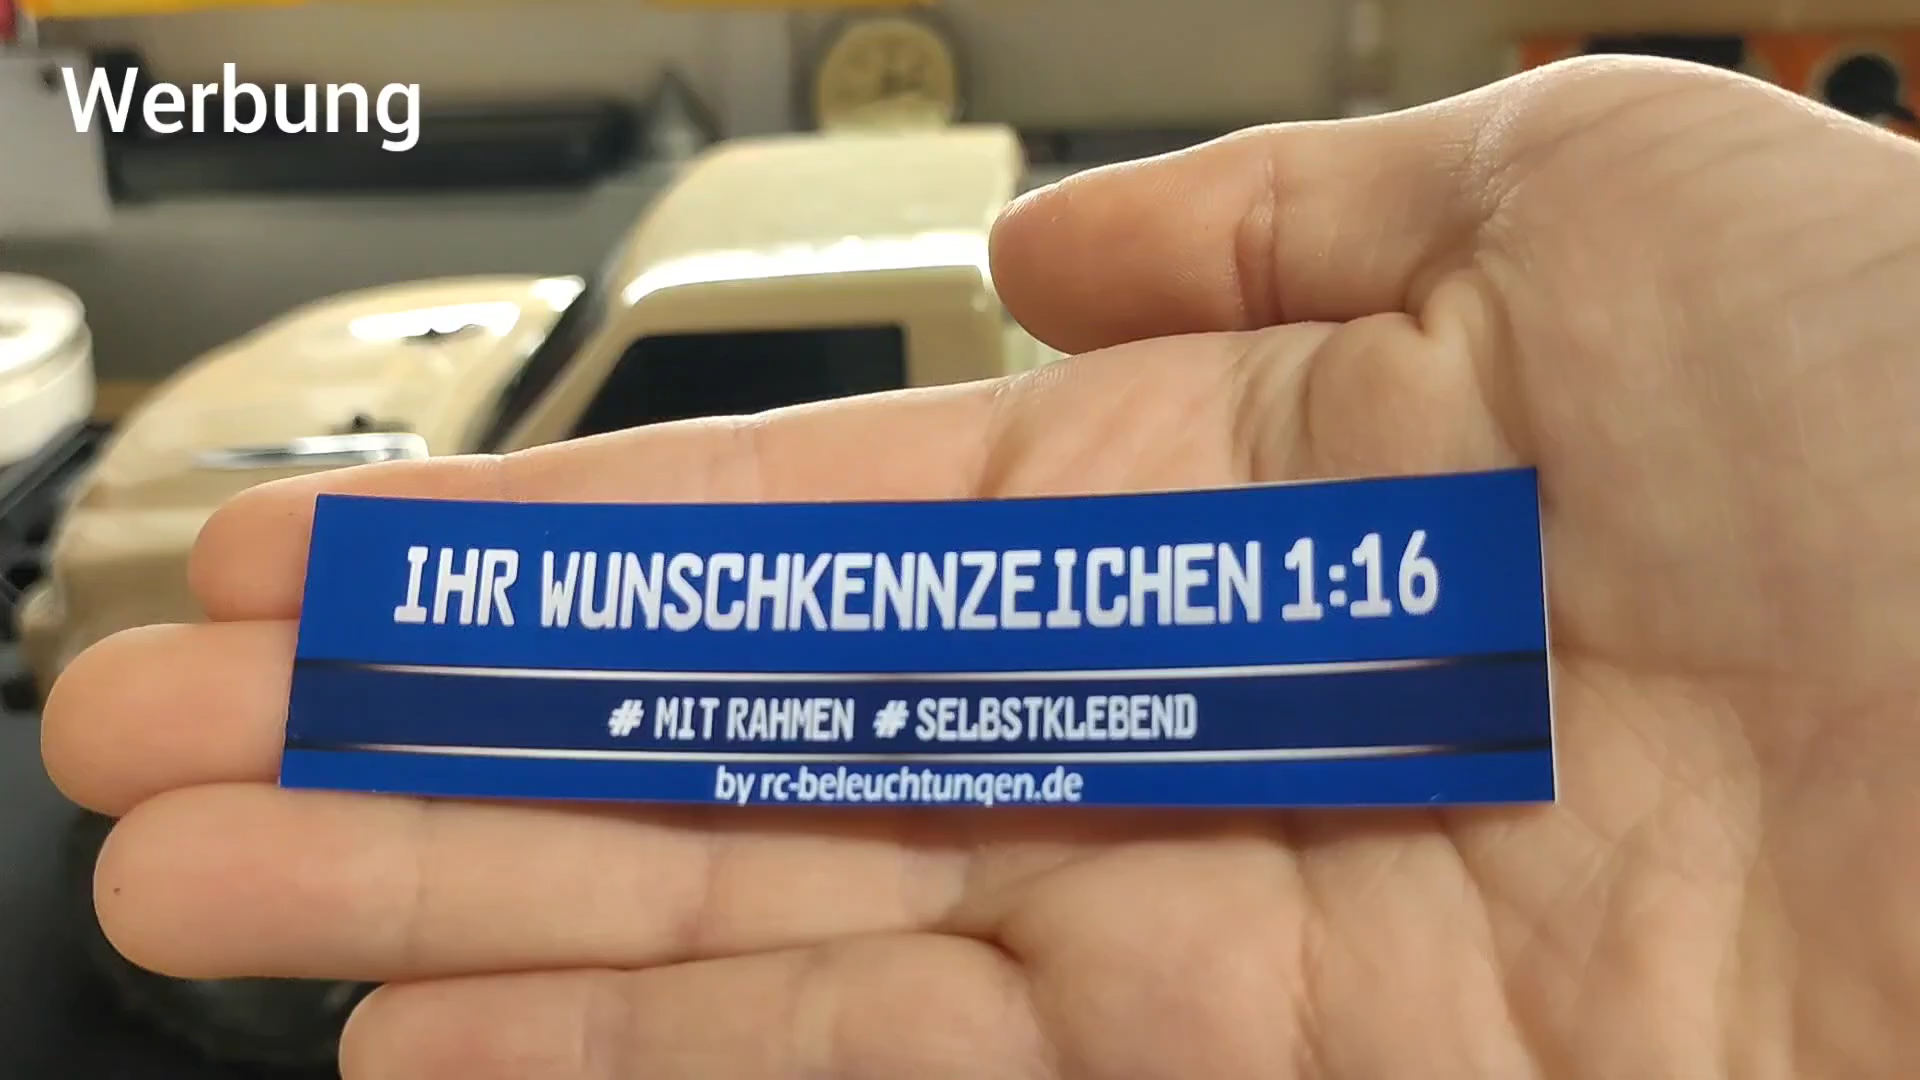 Werbung
IHR WUNSCHKENNZEICHEN 1:16
# MIT RAHMEN # SELBSTKLEBEND
by rc-beleuchtungen.de